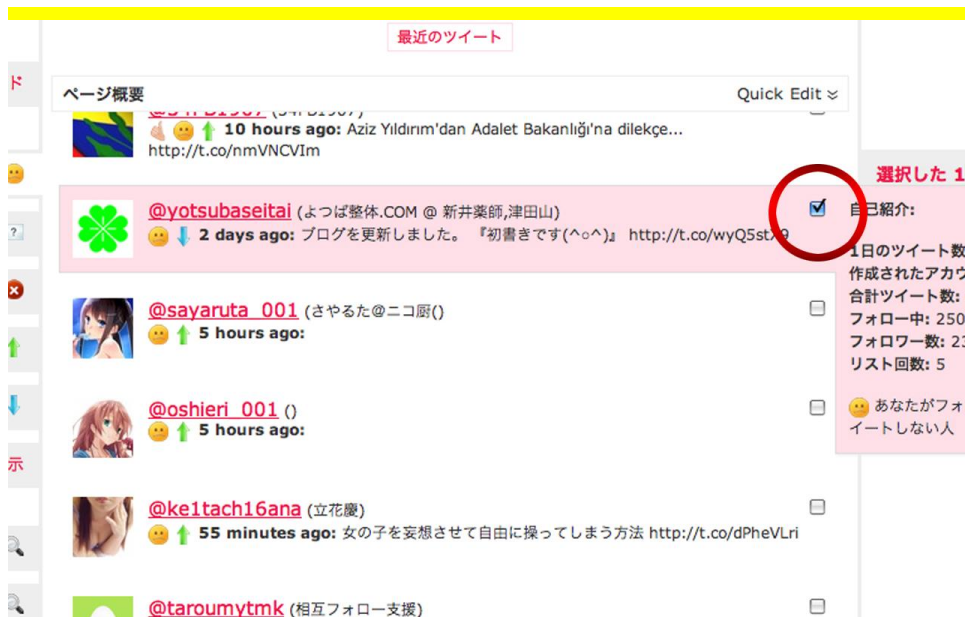 最近のツイート
ド
ページ概要
Quick Edit
10 hours ago: Aziz Yıldırım'dan Adalet Bakanlığı'na dilekçe...
http://t.co/nmVNCVIm
選択した 1
@yotsubaseitai (よつば整体.COM @ 新井薬師,津田山)
2 days ago: ブログを更新しました。 『初書きです(^○^)』
自己紹介:
1日のツイート数
作成されたアカウ
合計ツイート数:
フォロー中: 250
フォロワー数: 23
リスト回数: 5
あなたがフォ
イートしない人
@sayaruta_001 (さやるた@ニコ厨()
5 hours ago:
@oshieri_001 ()
5 hours ago:
示
@ke1tach16ana (立花慶)
55 minutes ago: 女の子を妄想させて自由に操ってしまう方法 http://t.co/dPheVLri
@taroumytmk (相互フォロー支援)